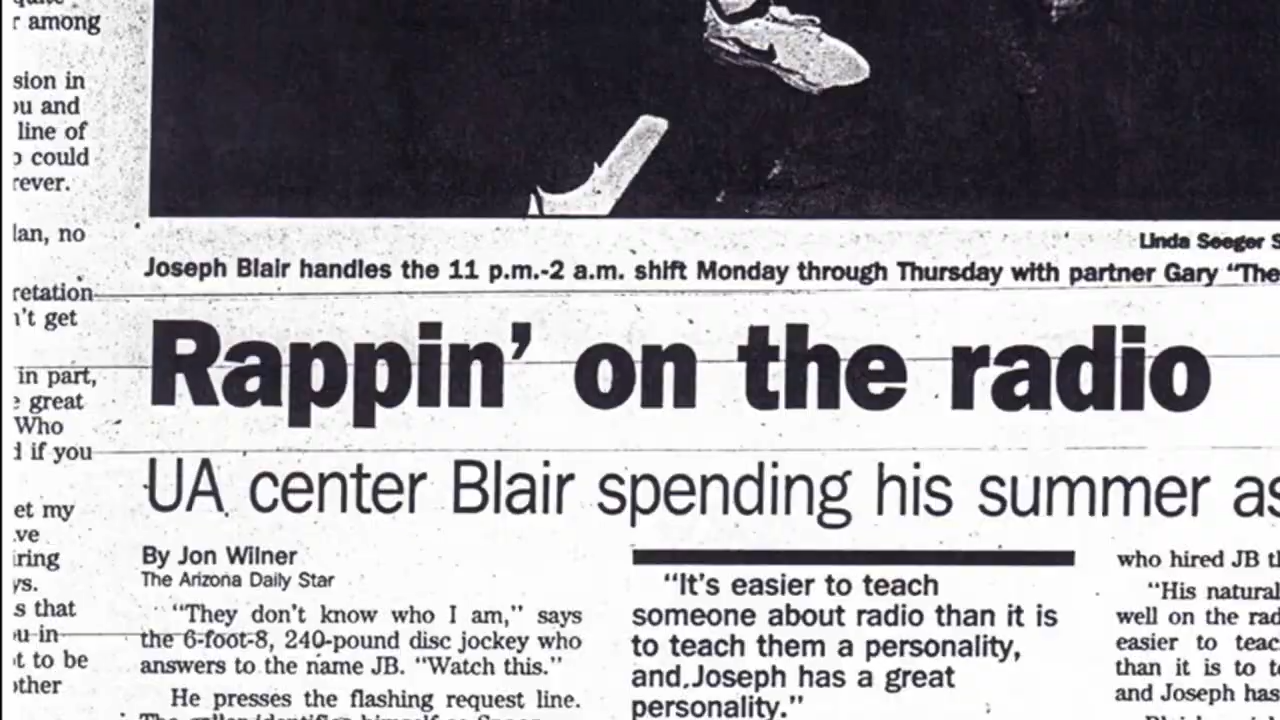 r among
sion in
ou and
line of
could
rever.
lan, no
retation
n't get
in part,
great
Who
if you
et my
ve
ring
ys.
s that
ou in
t to be
other
Linda Seeger S
Joseph Blair handles the 11 p.m.-2 a.m. shift Monday through Thursday with partner Gary “The
Rappin’ on the radio
UA center Blair spending his summer as
By Jon Wilner
The Arizona Daily Star
“They don’t know who I am,” says
the 6-foot-8, 240-pound disc jockey who
answers to the name JB. “Watch this.”
He presses the flashing request line.
“It’s easier to teach
someone about radio than it is
to teach them a personality,
and Joseph has a great
personality.”
who hired JB th
“His natural
well on the rad
easier to teac
than it is to te
and Joseph has